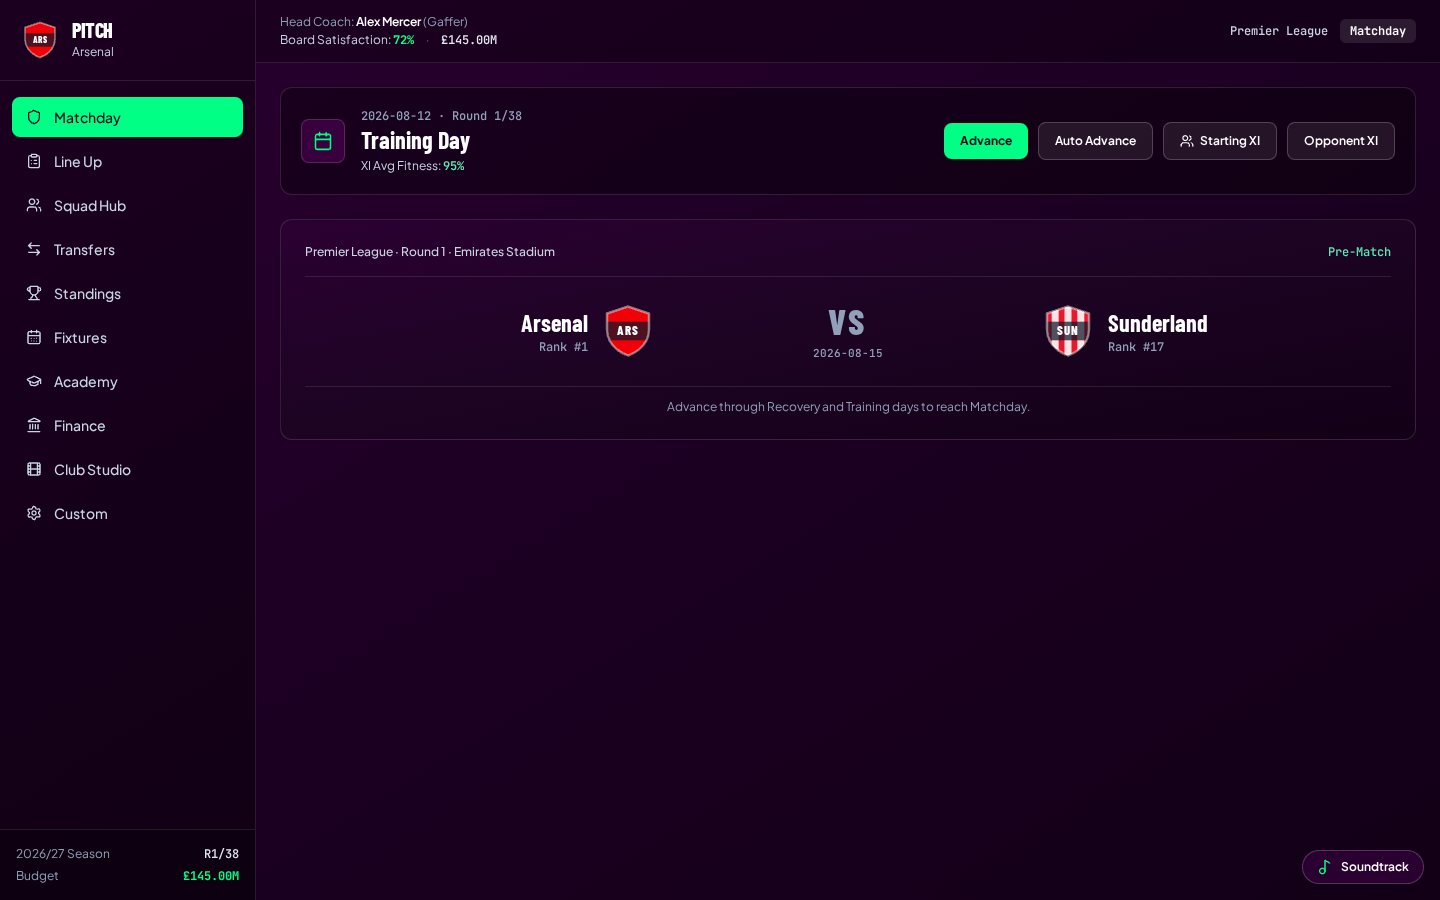 ARS
PITCH
Arsenal
Matchday
Line Up
Squad Hub
Transfers
Standings
Fixtures
Academy
Finance
Club Studio
Custom
2026/27 Season R1/38
Budget £145.00M
Head Coach: Alex Mercer (Gaffer)
Board Satisfaction: 72% · £145.00M
Premier League Matchday
2026-08-12 · Round 1/38
Training Day
XI Avg Fitness: 95%
Advance Auto Advance Starting XI Opponent XI
Premier League · Round 1 · Emirates Stadium Pre-Match
Arsenal
Rank #1
ARS
VS
2026-08-15
SUN
Sunderland
Rank #17
Advance through Recovery and Training days to reach Matchday.
Soundtrack